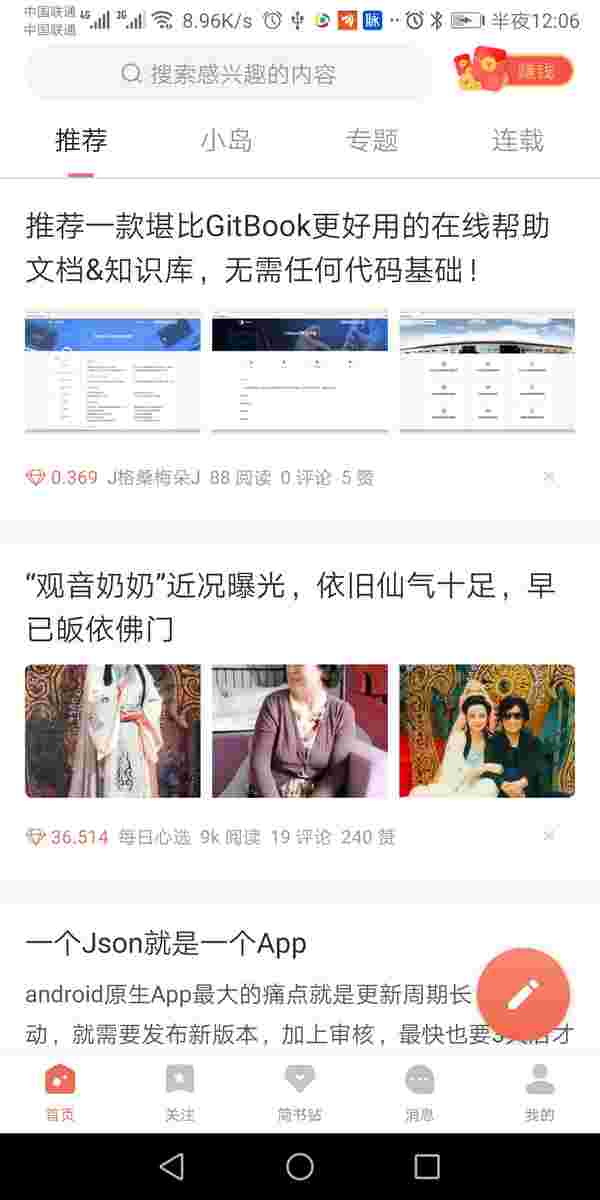 中国联通 4G 3G 8.96K/s 脉 半夜12:06
中国联通
搜索感兴趣的内容 赚钱
推荐 小岛 专题 连载
推荐一款堪比GitBook更好用的在线帮助
文档&知识库，无需任何代码基础！
0.369 J格桑梅朵J 88 阅读 0 评论 5 赞
“观音奶奶”近况曝光，依旧仙气十足，早
已皈依佛门
36.514 每日心选 9k 阅读 19 评论 240 赞
一个Json就是一个App
android原生App最大的痛点就是更新周期长
动，就需要发布新版本，加上审核，最快也要3天后才
首页 关注 简书钻 消息 我的